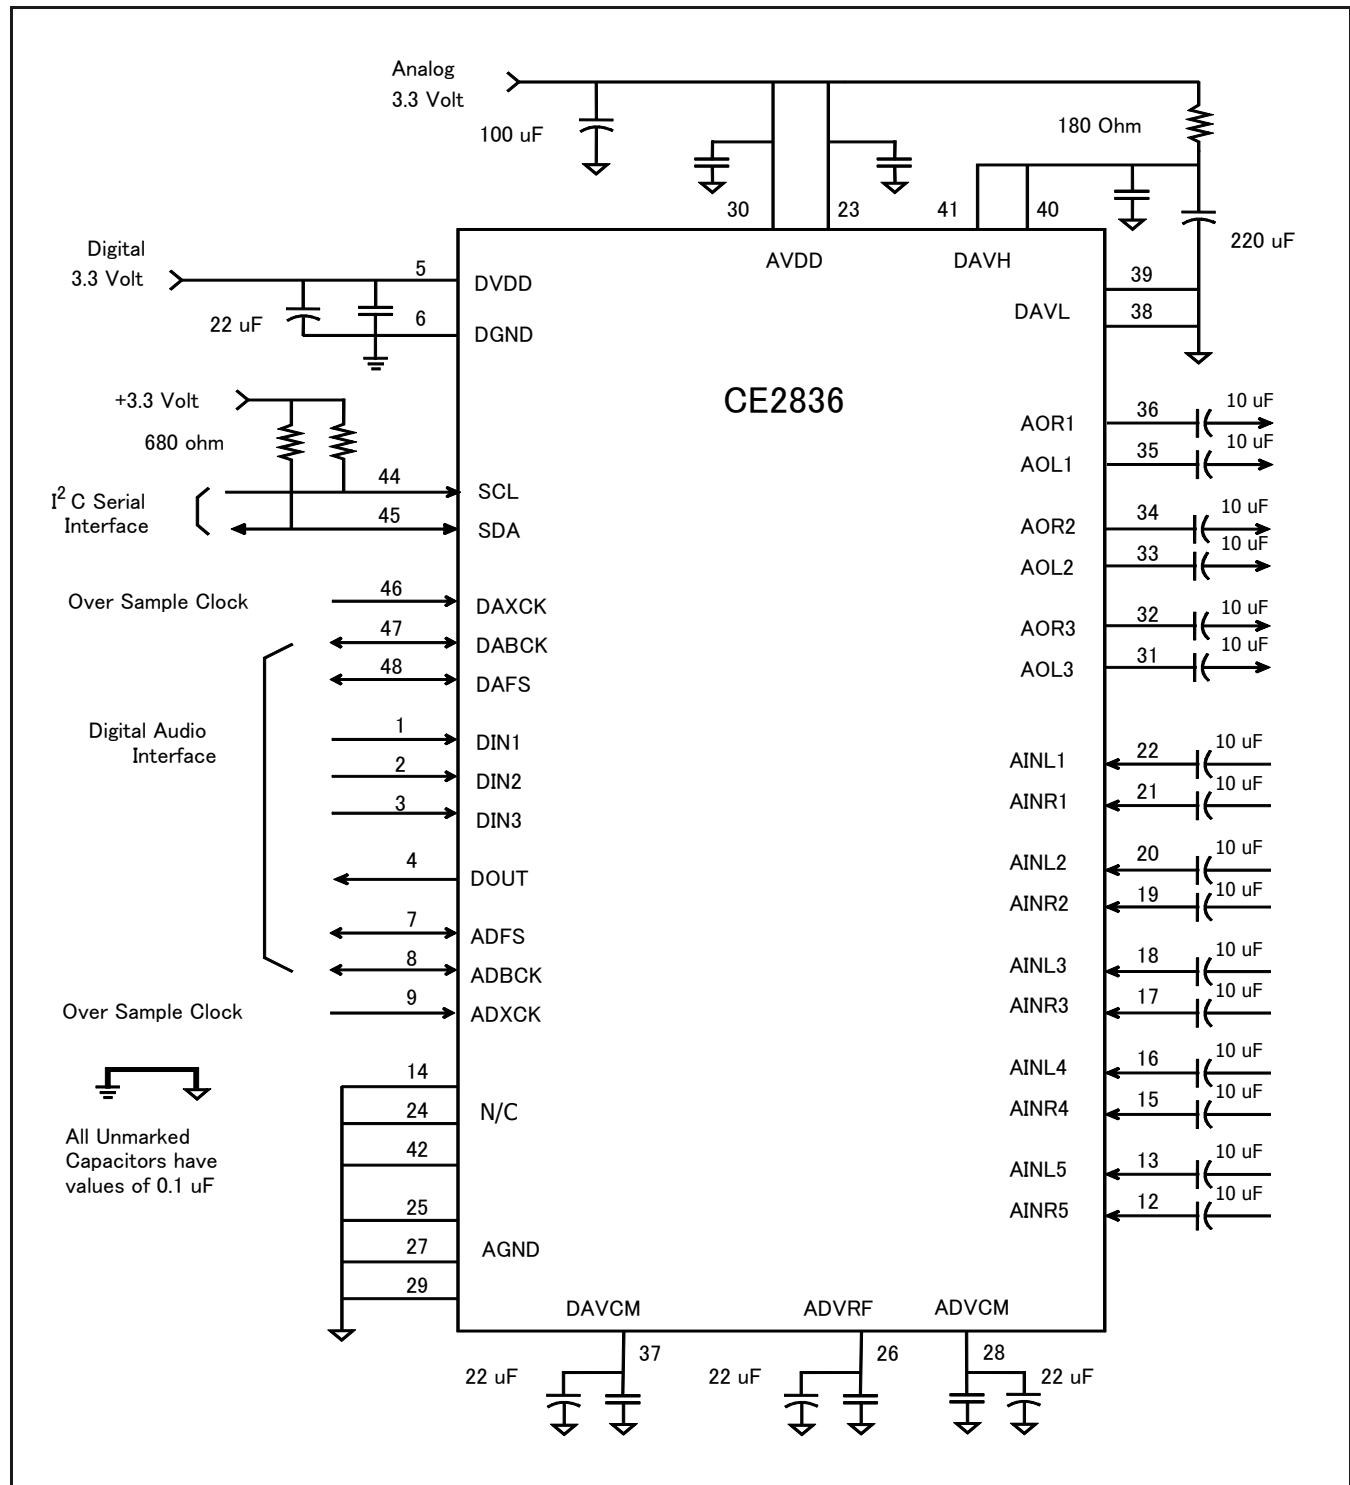 Analog
3.3 Volt
100 uF
180 Ohm
30
23
41
40
220 uF
Digital
3.3 Volt
5
AVDD
DAVH
39
DVDD
22 uF
6
DAVL
38
DGND
+3.3 Volt
680 ohm
CE2836
10 uF
36
AOR1
10 uF
35
AOL1
44
I2 C Serial
Interface
SCL
45
SDA
10 uF
34
AOR2
10 uF
33
AOL2
46
Over Sample Clock
DAXCK
10 uF
32
AOR3
47
DABCK
10 uF
31
AOL3
48
DAFS
Digital Audio
Interface
1
DIN1
10 uF
22
AINL1
2
DIN2
10 uF
21
AINR1
3
DIN3
10 uF
20
AINL2
4
DOUT
10 uF
19
AINR2
7
ADFS
10 uF
18
AINL3
8
ADBCK
10 uF
17
AINR3
9
Over Sample Clock
ADXCK
10 uF
16
AINL4
14
10 uF
15
AINR4
24
N/C
All Unmarked
Capacitors have
values of 0.1 uF
42
10 uF
13
AINL5
10 uF
12
AINR5
25
27
AGND
29
DAVCM
ADVRF
ADVCM
37
26
28
22 uF
22 uF
22 uF